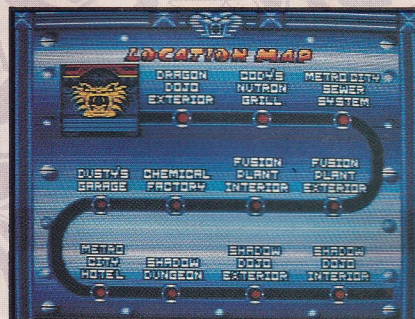 LOCATION MAP
DRAGON
DOJO
EXTERIOR
CODY'S
NUTRON
GRILL
METRO CITY
SEWER
SYSTEM
DUSTY'S
GARAGE
CHEMICAL
FACTORY
FUSION
PLANT
INTERIOR
FUSION
PLANT
EXTERIOR
METRO
CITY
HOTEL
SHADOW
DUNGEON
SHADOW
DOJO
EXTERIOR
SHADOW
DOJO
INTERIOR